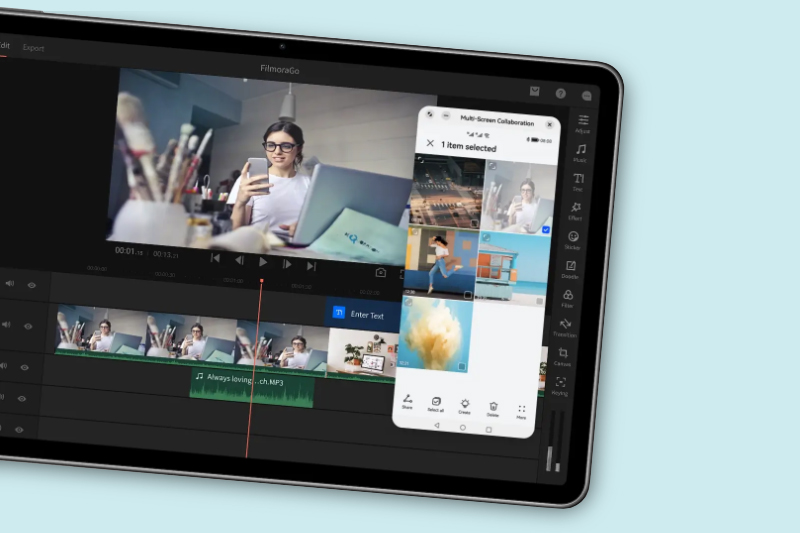 Edit
Export
FilmoraGo
Multi-Screen Collaboration
1 item selected
Adjust
Music
Text
Effect
Sticker
Doodle
Filter
Transition
Canvas
Keying
00:01
00:13
Enter Text
Always loving... ch.MP3
Share
Select all
Create
Delete
More